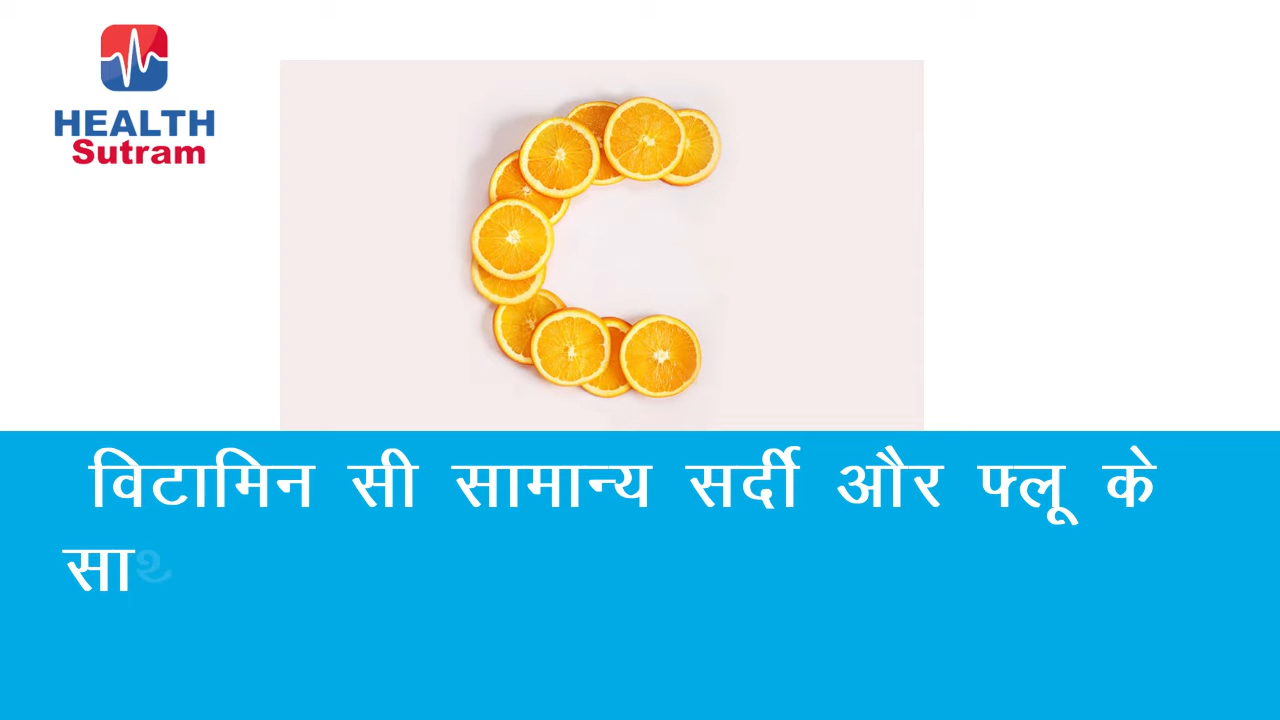 HEALTH
Sutram
विटामिन सी सामान्य सर्दी और फ्लू के
सा